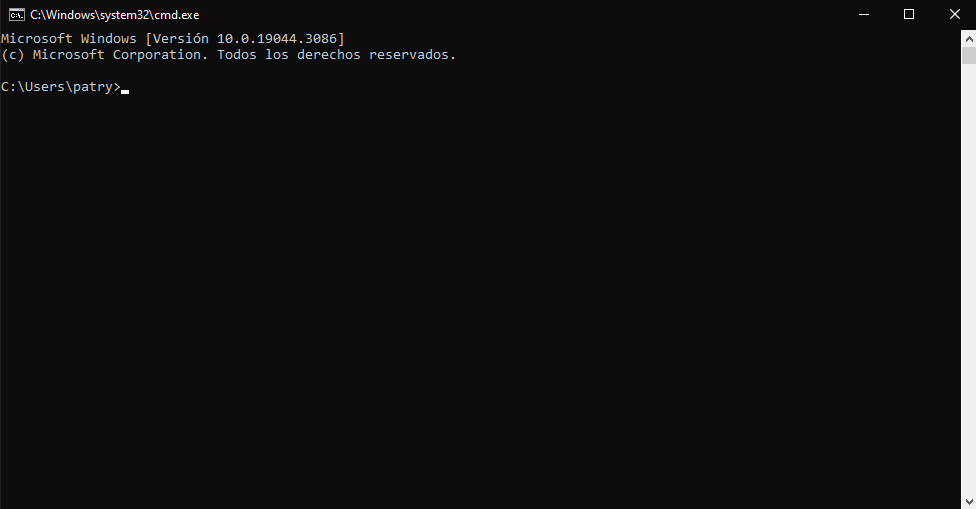 C:\Windows\system32\cmd.exe
Microsoft Windows [Versión 10.0.19044.3086]
(c) Microsoft Corporation. Todos los derechos reservados.
C:\Users\patry>